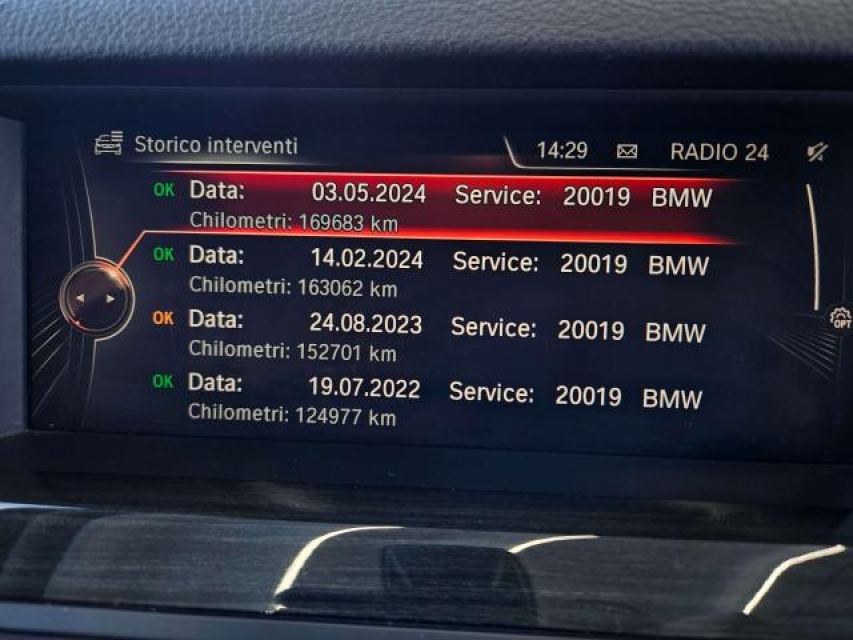 Storico interventi 14:29 RADIO 24
OK Data: 03.05.2024 Service: 20019 BMW
Chilometri: 169683 km
OK Data: 14.02.2024 Service: 20019 BMW
Chilometri: 163062 km
OK Data: 24.08.2023 Service: 20019 BMW
Chilometri: 152701 km
OPT
OK Data: 19.07.2022 Service: 20019 BMW
Chilometri: 124977 km